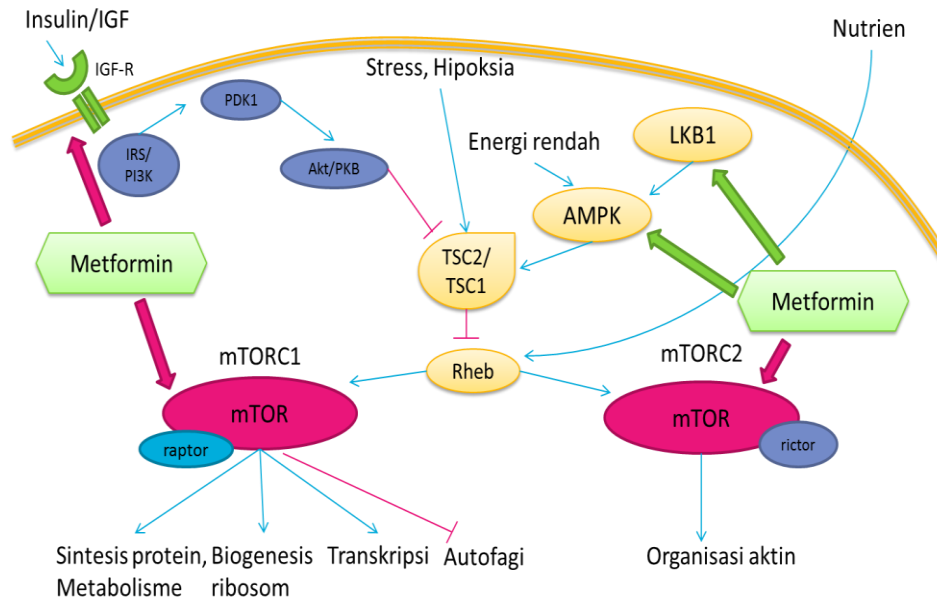 Insulin/IGF
IGF-R
Nutrien
Stress, Hipoksia
PDK1
LKB1
Energi rendah
IRS/
PI3K
Akt/PKB
AMPK
Metformin
TSC2/
TSC1
Metformin
mTORC1
mTORC2
Rheb
mTOR
mTOR
raptor
rictor
Sintesis protein,
Metabolisme
Biogenesis
ribosom
Transkripsi
Autofagi
Organisasi aktin